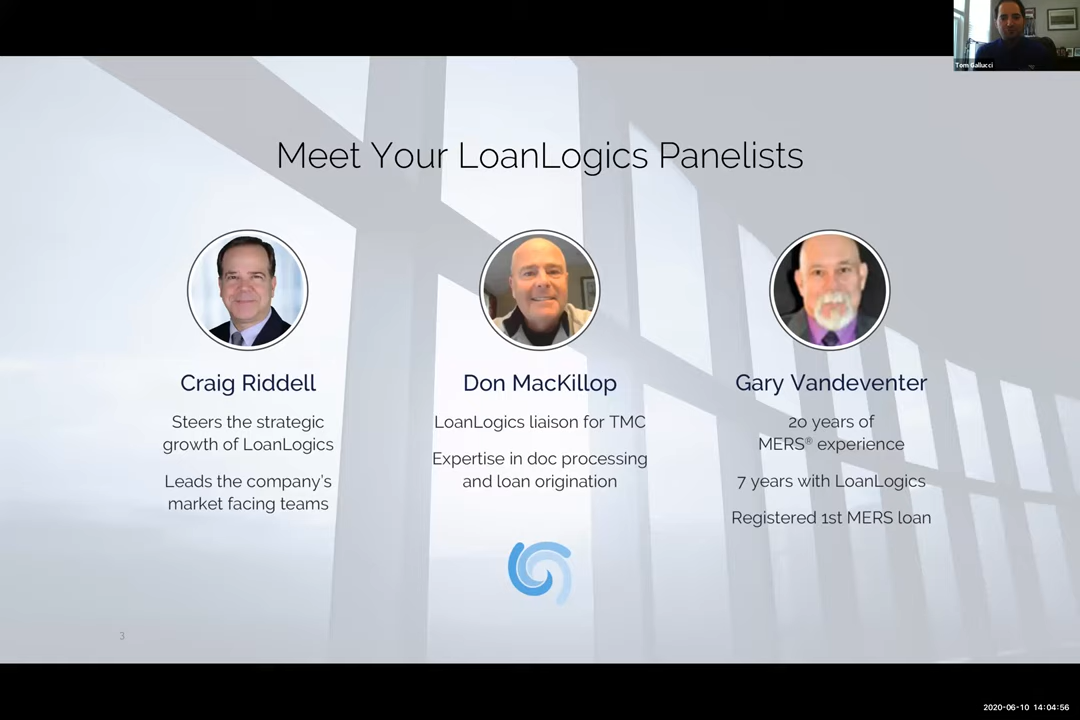 Tom Gallucci
Meet Your LoanLogics Panelists
Craig Riddell
Steers the strategic
growth of LoanLogics
Leads the company's
market facing teams
Don MacKillop
LoanLogics liaison for TMC
Expertise in doc processing
and loan origination
Gary Vandeventer
20 years of
MERS® experience
7 years with LoanLogics
Registered 1st MERS loan
3
2020-06-10 14:04:56